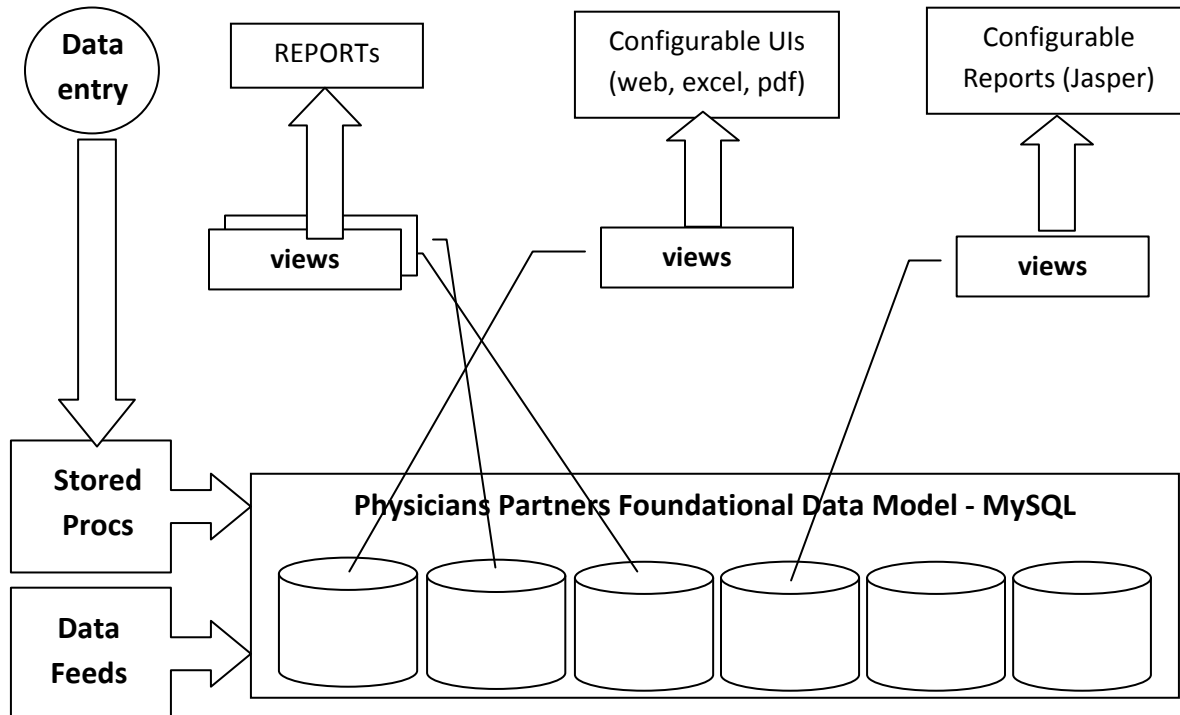 Data
entry
REPORTs
Configurable UIs
(web, excel, pdf)
Configurable
Reports (Jasper)
views
views
views
Stored
Procs
Physicians Partners Foundational Data Model - MySQL
Data
Feeds